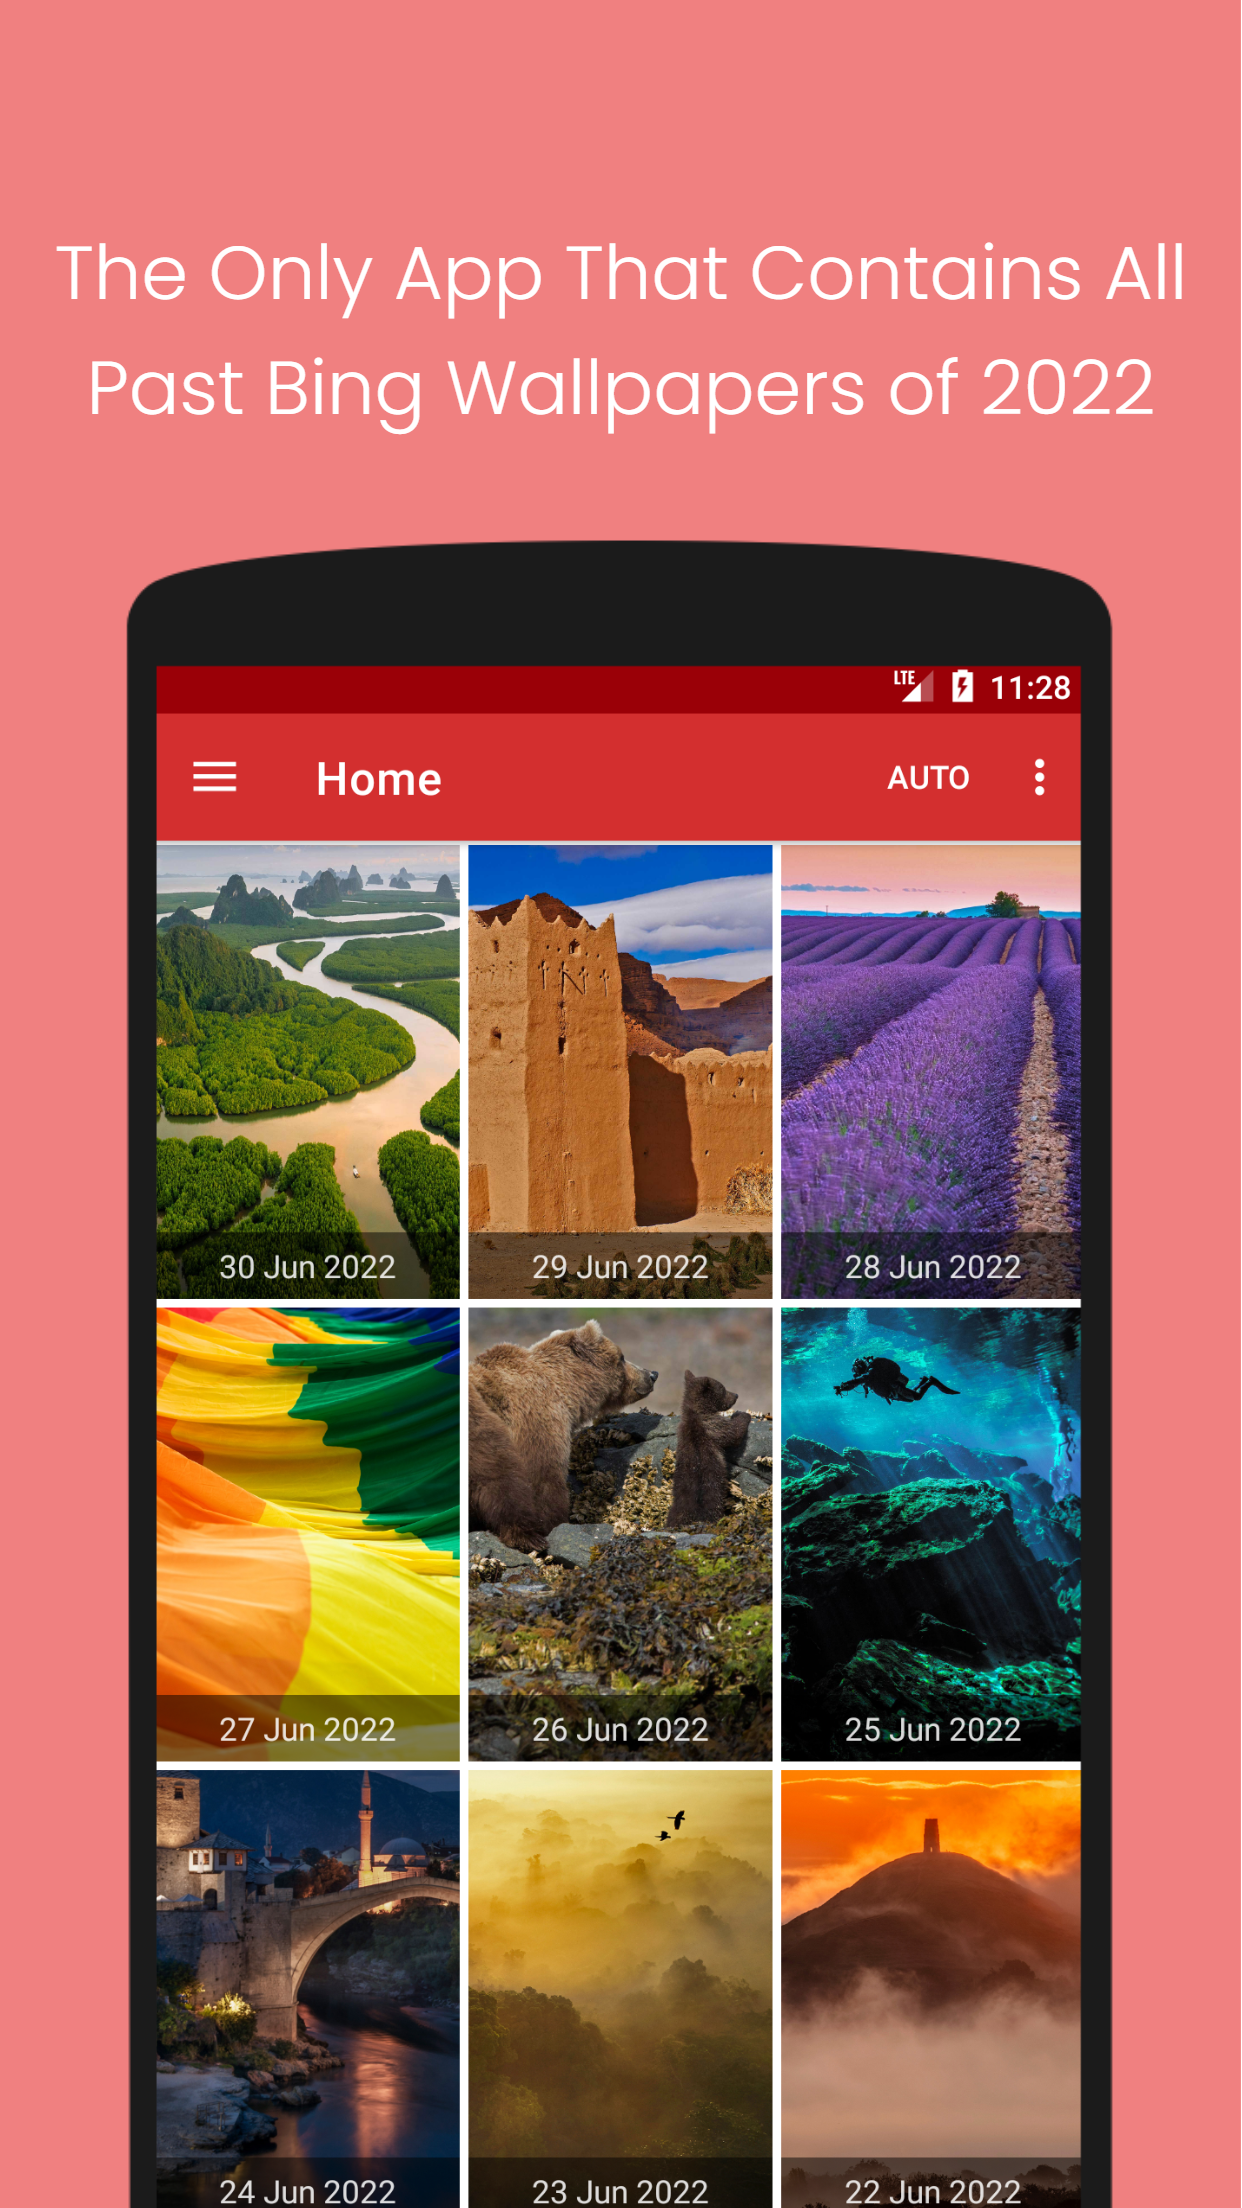 The Only App That Contains All
Past Bing Wallpapers of 2022
LTE 11:28
Home AUTO
30 Jun 2022 29 Jun 2022 28 Jun 2022
27 Jun 2022 26 Jun 2022 25 Jun 2022
24 Jun 2022 23 Jun 2022 22 Jun 2022